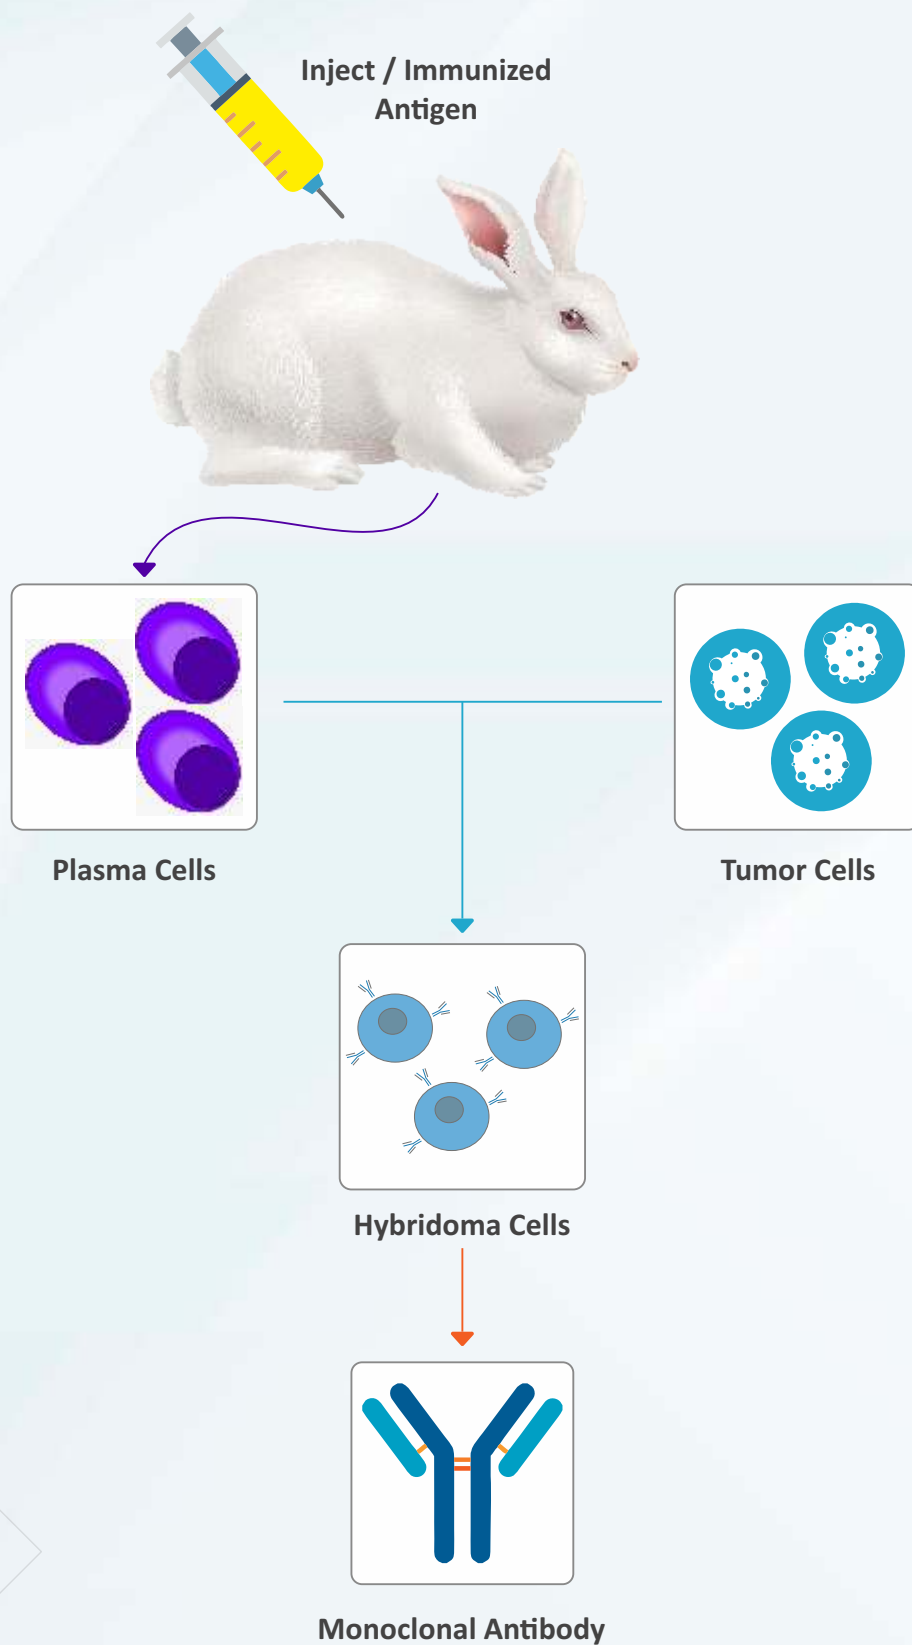 Inject / Immunized
Antigen
Plasma Cells
Tumor Cells
Hybridoma Cells
Monoclonal Antibody